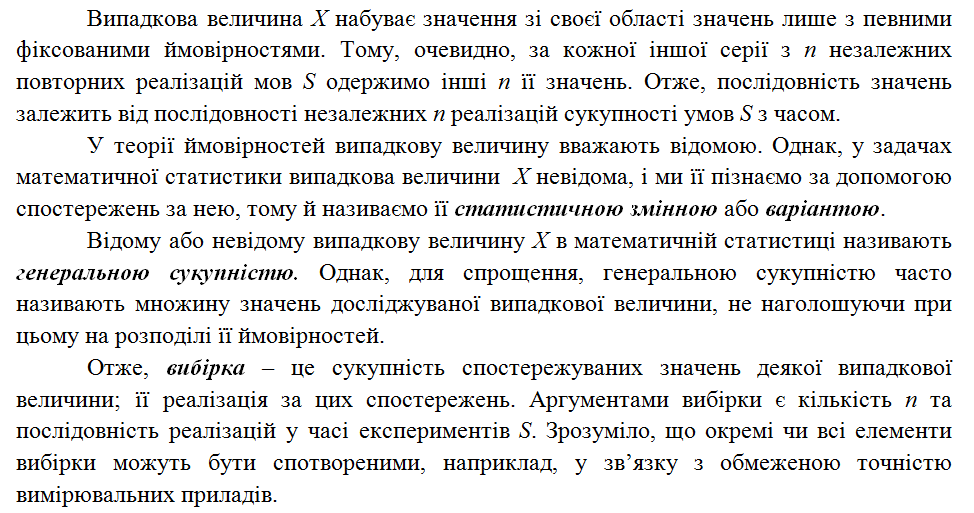 Випадкова величина X набуває значення зі своєї області значень лише з певними
фіксованими ймовірностями. Тому, очевидно, за кожної іншої серії з n незалежних
повторних реалізацій мов S одержимо інші n її значень. Отже, послідовність значень
залежить від послідовності незалежних n реалізацій сукупності умов S з часом.
У теорії ймовірностей випадкову величину вважають відомою. Однак, у задачах
математичної статистики випадкова величини X невідома, і ми її пізнаємо за допомогою
спостережень за нею, тому й називаємо її статистичною змінною або варіантою.
Відому або невідому випадкову величину X в математичній статистиці називають
генеральною сукупністю. Однак, для спрощення, генеральною сукупністю часто
називають множину значень досліджуваної випадкової величини, не наголошуючи при
цьому на розподілі її ймовірностей.
Отже, вибірка – це сукупність спостережуваних значень деякої випадкової
величини; її реалізація за цих спостережень. Аргументами вибірки є кількість n та
послідовність реалізацій у часі експериментів S. Зрозуміло, що окремі чи всі елементи
вибірки можуть бути спотвореними, наприклад, у зв’язку з обмеженою точністю
вимірювальних приладів.